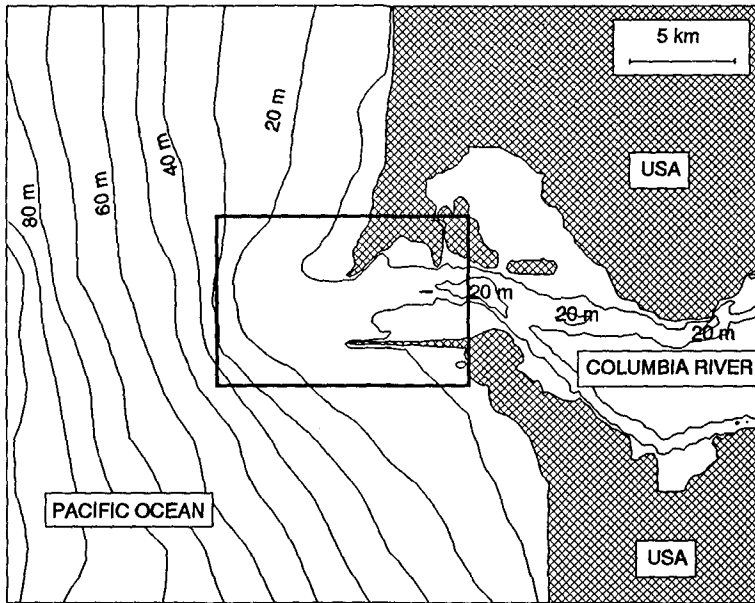 5 km
20 m
USA
40 m
60 m
80 m
20 m
20 m
20 m
COLUMBIA RIVER
PACIFIC OCEAN
USA